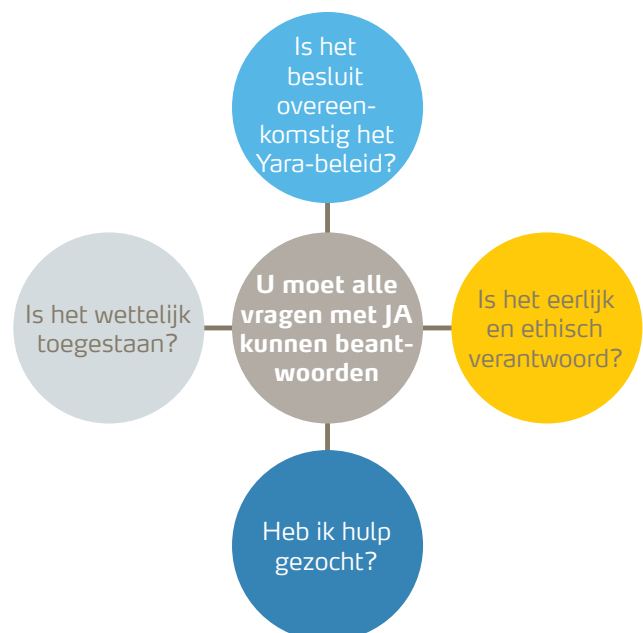 Is het
besluit
overeen-
komstig het
Yara-beleid?
Is het wettelijk
toegestaan?
U moet alle
vragen met JA
kunnen beant-
woorden
Is het eerlijk
en ethisch
verantwoord?
Heb ik hulp
gezocht?